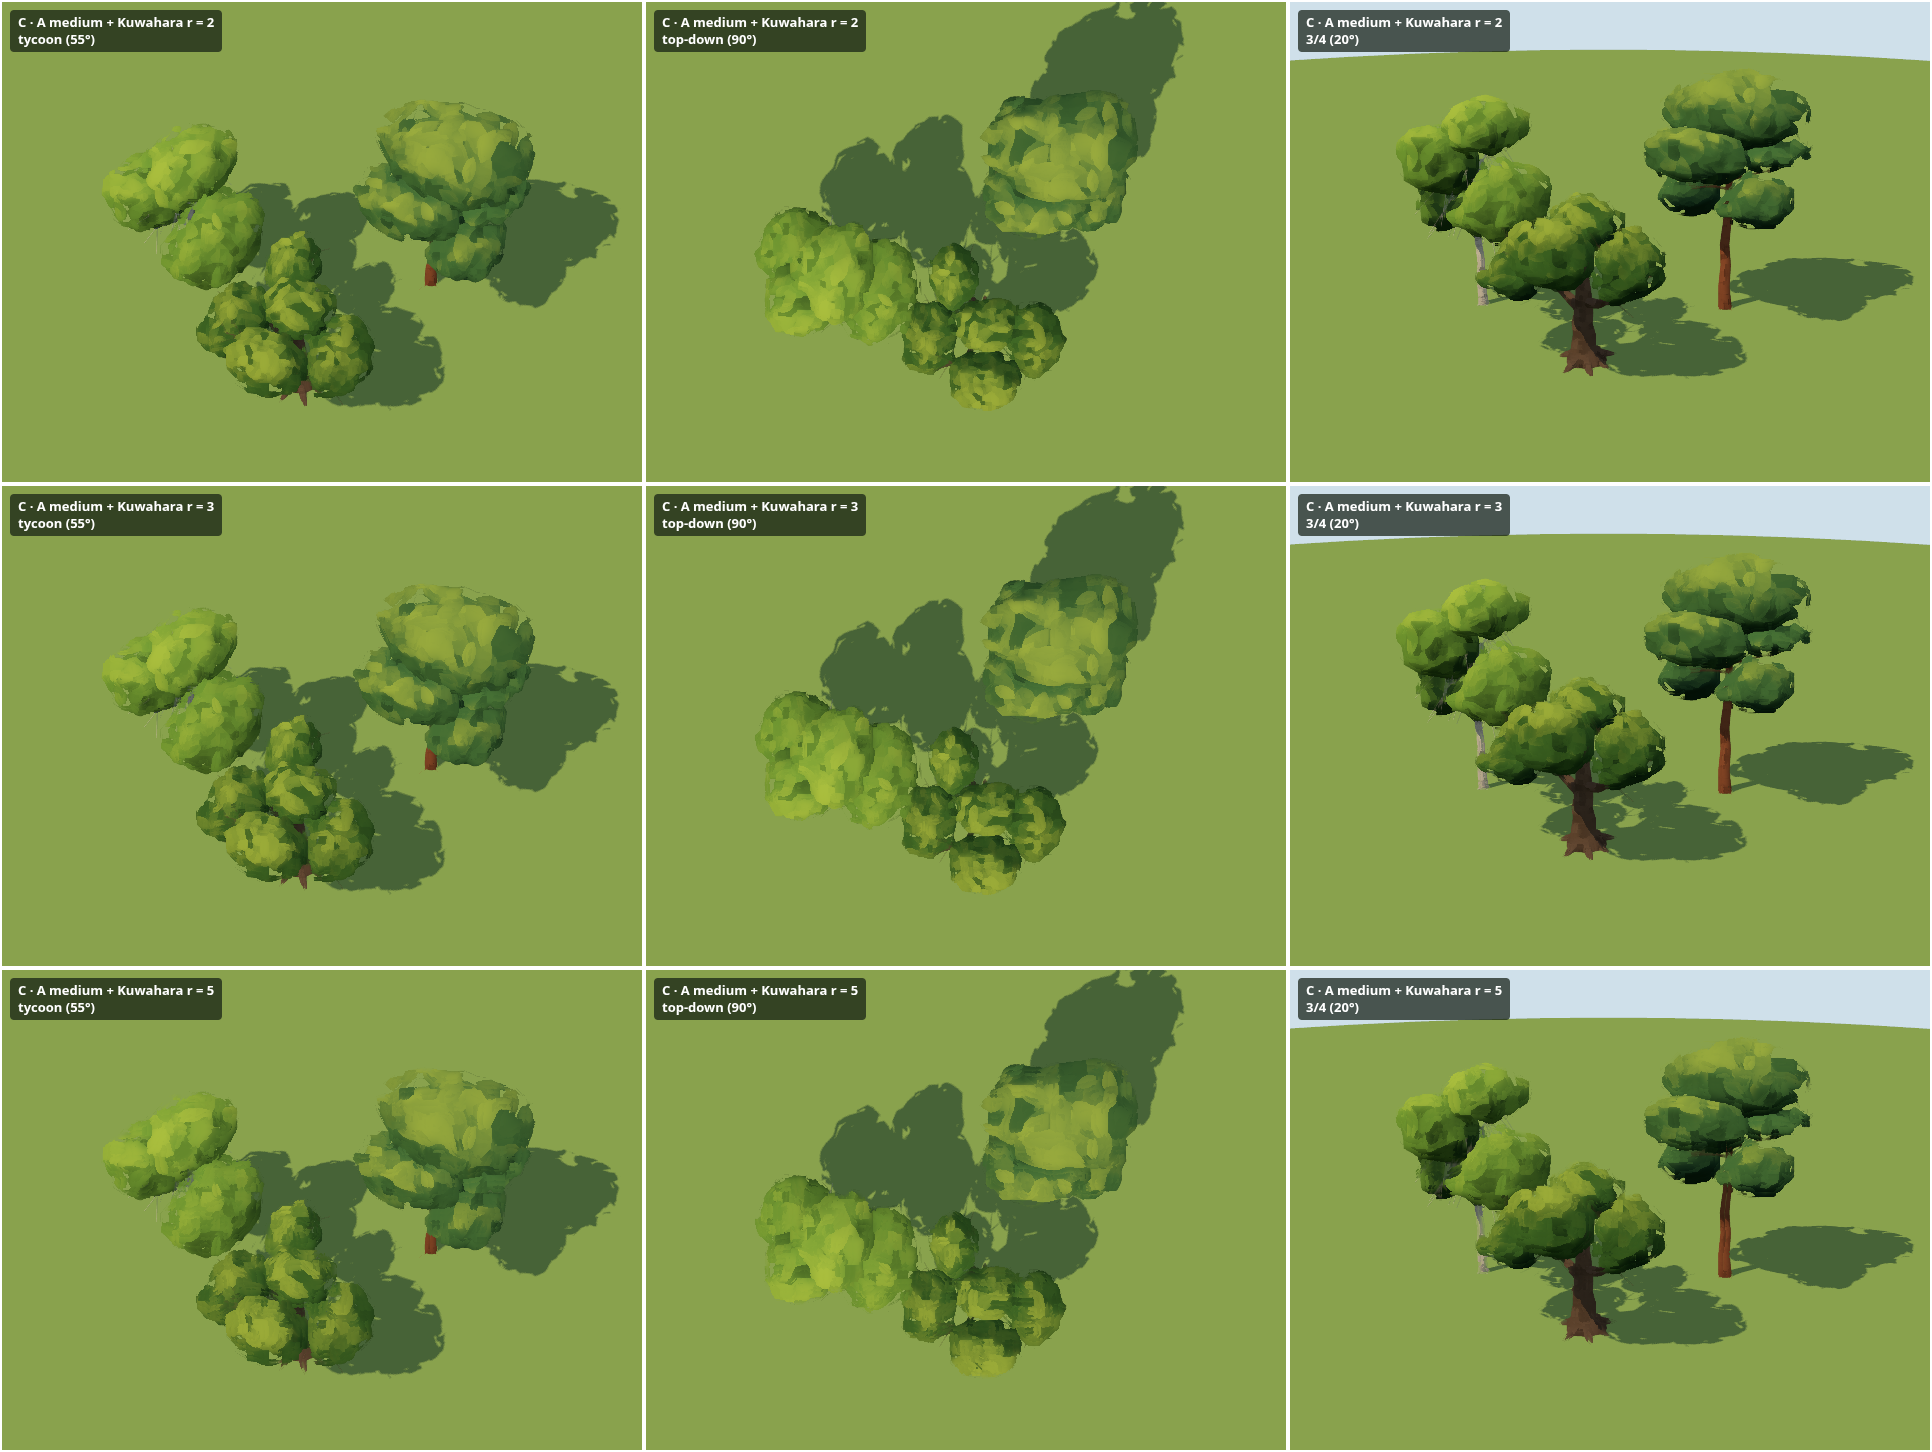 C · A medium + Kuwahara r = 2
tycoon (55°)
C · A medium + Kuwahara r = 2
top-down (90°)
C · A medium + Kuwahara r = 2
3/4 (20°)
C · A medium + Kuwahara r = 3
tycoon (55°)
C · A medium + Kuwahara r = 3
top-down (90°)
C · A medium + Kuwahara r = 3
3/4 (20°)
C · A medium + Kuwahara r = 5
tycoon (55°)
C · A medium + Kuwahara r = 5
top-down (90°)
C · A medium + Kuwahara r = 5
3/4 (20°)